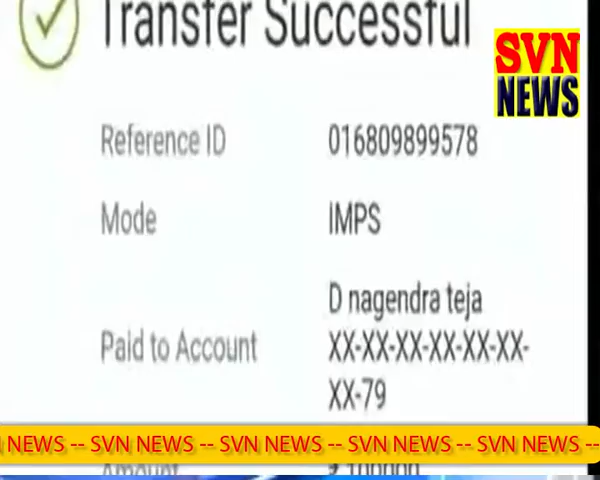 Transfer Successful
SVN
NEWS
Reference ID 016809899578
Mode IMPS
D nagendra teja
Paid to Account XX-XX-XX-XX-XX-XX-
XX-79
NEWS -- SVN NEWS -- SVN NEWS -- SVN NEWS -- SVN NEWS --
Amount